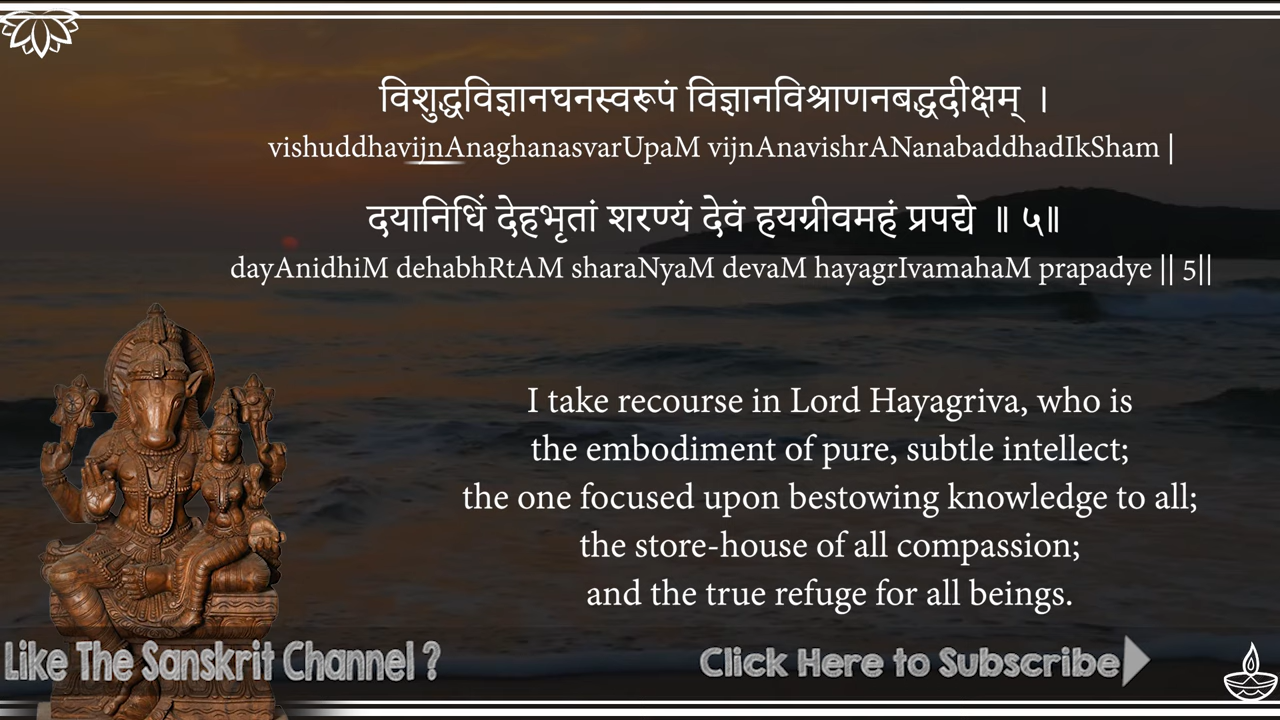 विशुद्धविज्ञानघनस्वरूपं विज्ञानविश्राणनबद्धदीक्षम् ।
vishuddhavijnAnaghanasvarUpaM vijnAnavishrANanabaddhadIkSham |
दयानिधिं देहभृतां शरण्यं देवं हयग्रीवमहं प्रपद्ये ॥ ५॥
dayAnidhiM dehabhRtAM sharaNyaM devaM hayagrIvamahaM prapadye || 5||
I take recourse in Lord Hayagriva, who is
the embodiment of pure, subtle intellect;
the one focused upon bestowing knowledge to all;
the store-house of all compassion;
and the true refuge for all beings.
Like The Sanskrit Channel ?
Click Here to Subscribe